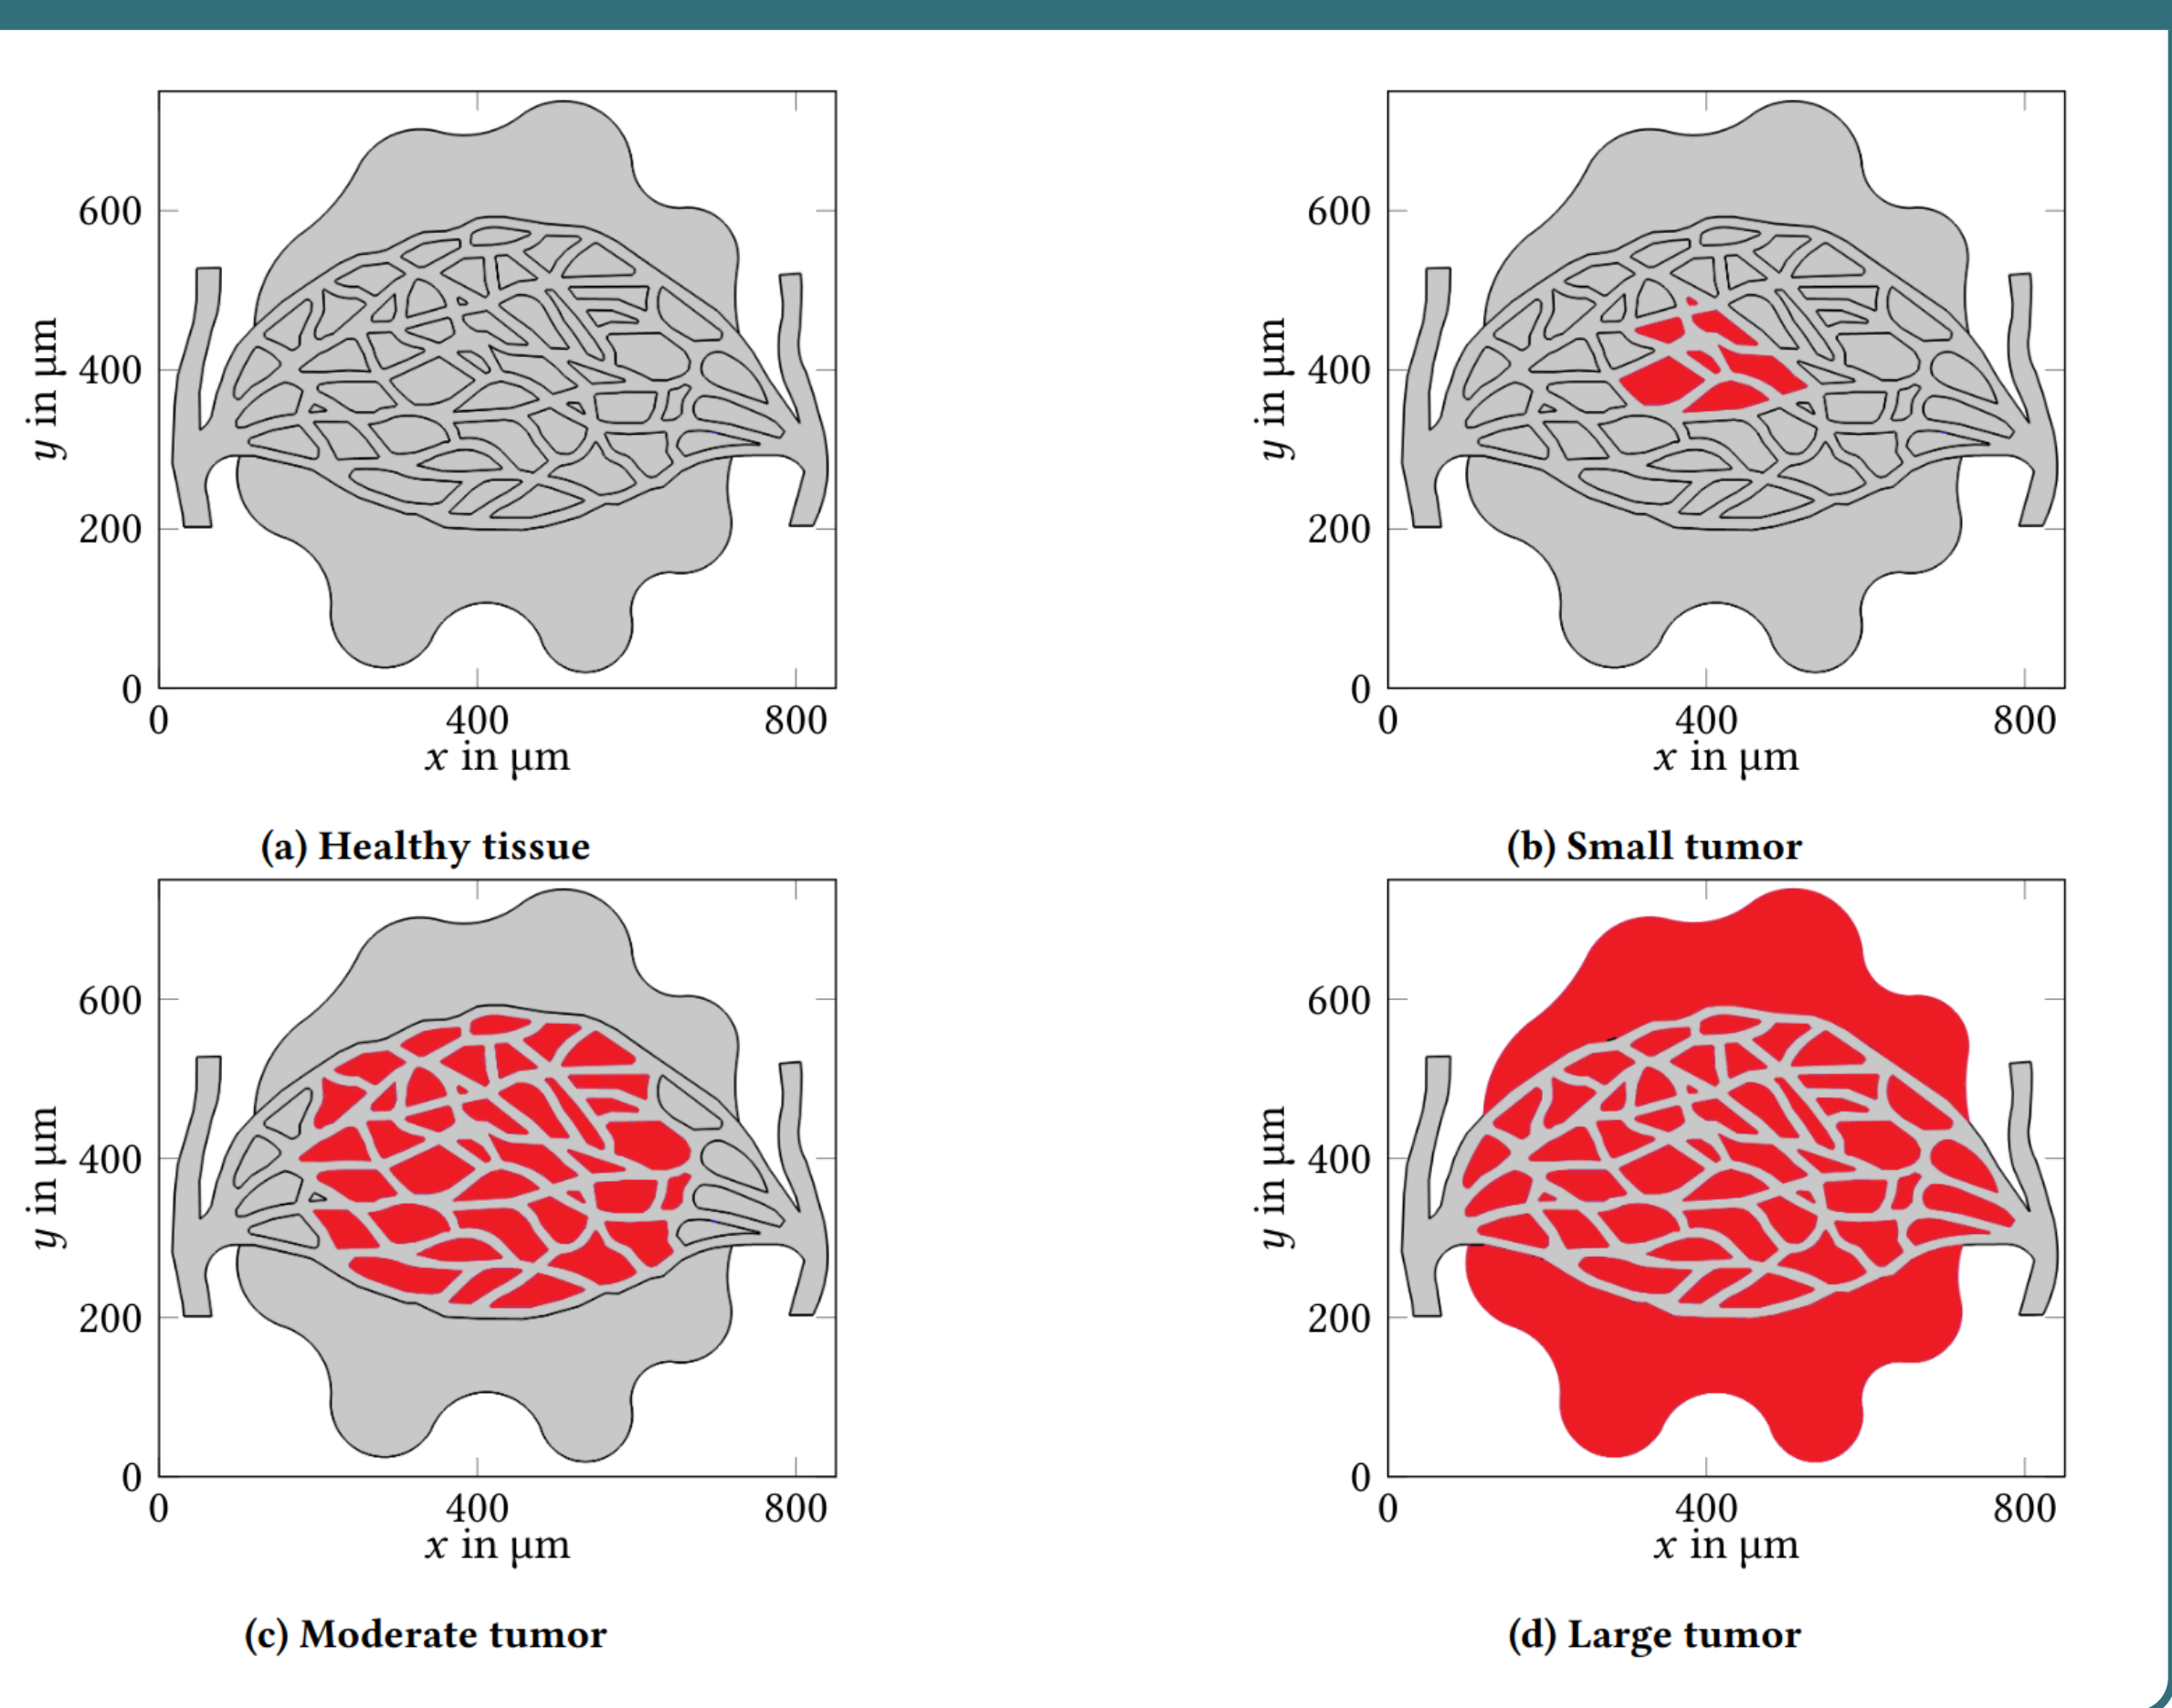 600
400
200
0
y in µm
0 400 800
x in µm
(a) Healthy tissue
600
400
200
0
y in µm
0 400 800
x in µm
(b) Small tumor
600
400
200
0
y in µm
0 400 800
x in µm
(c) Moderate tumor
600
400
200
0
y in µm
0 400 800
x in µm
(d) Large tumor